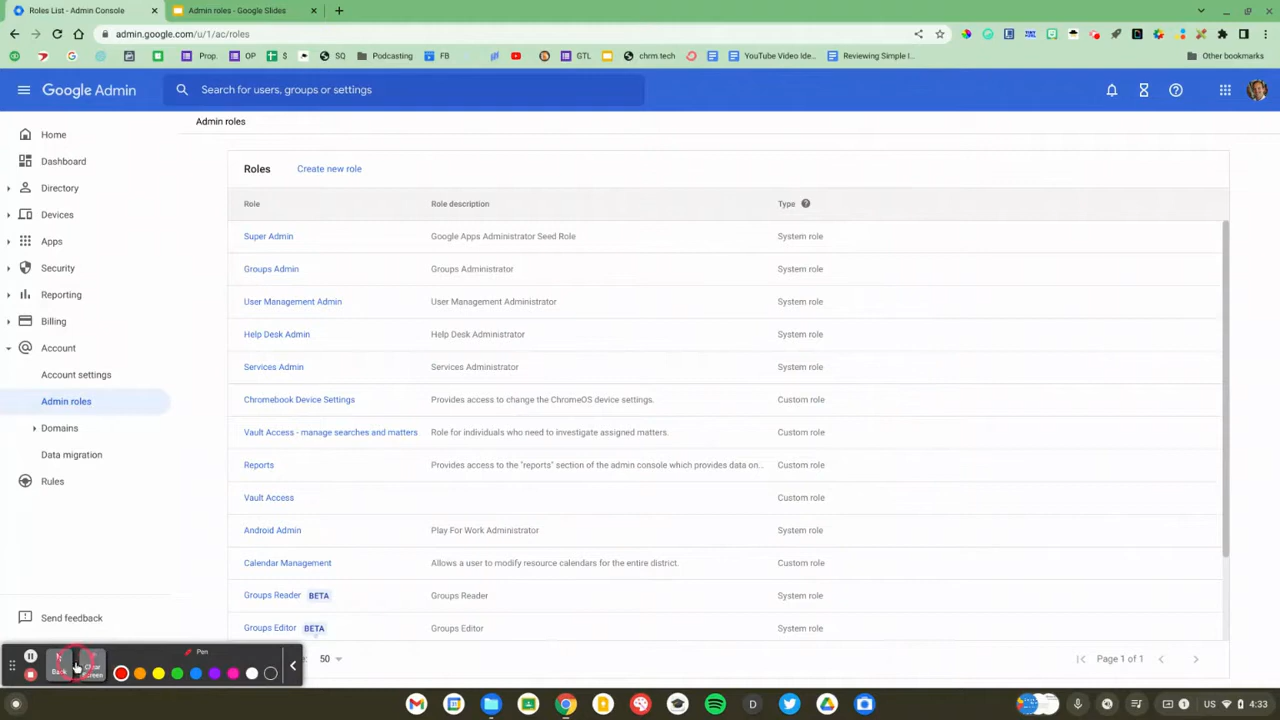 Roles List - Admin Console
Admin roles - Google Slides
admin.google.com/u/1/ac/roles
Prop.
OP
$
SQ
Podcasting
FB
GTL
chrm.tech
YouTube Video Ide...
Reviewing Simple I...
Other bookmarks
Google Admin
Search for users, groups or settings
Admin roles
Home
Dashboard
Directory
Devices
Apps
Security
Reporting
Billing
Account
Account settings
Admin roles
Domains
Data migration
Rules
Send feedback
Roles Create new role
Role Role description Type
Super Admin Google Apps Administrator Seed Role System role
Groups Admin Groups Administrator System role
User Management Admin User Management Administrator System role
Help Desk Admin Help Desk Administrator System role
Services Admin Services Administrator System role
Chromebook Device Settings Provides access to change the ChromeOS device settings. Custom role
Vault Access - manage searches and matters Role for individuals who need to investigate assigned matters. Custom role
Reports Provides access to the "reports" section of the admin console which provides data on... Custom role
Vault Access Custom role
Android Admin Play For Work Administrator System role
Calendar Management Allows a user to modify resource calendars for the entire district. Custom role
Groups Reader BETA Groups Reader System role
Groups Editor BETA Groups Editor System role
50
Page 1 of 1
Pen
Back
Clear
Screen
D
US
4:33